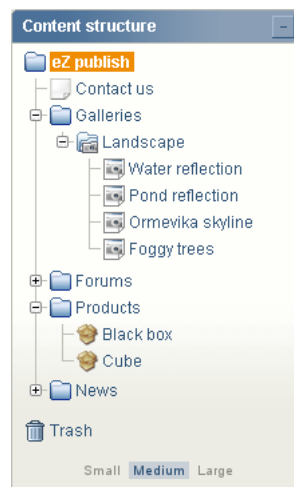 Content structure
eZ publish
Contact us
Galleries
Landscape
Water reflection
Pond reflection
Ormevika skyline
Foggy trees
Forums
Products
Black box
Cube
News
Trash
Small Medium Large